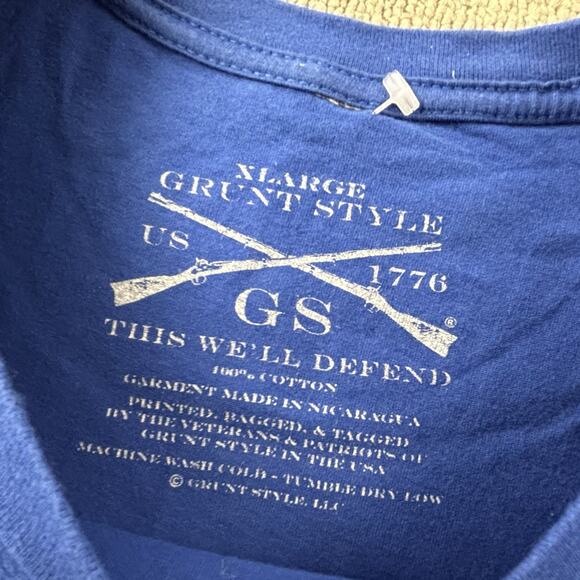 XLARGE
GRUNT STYLE
US 1776
GS ®
THIS WE'LL DEFEND
100% COTTON
GARMENT MADE IN NICARAGUA
PRINTED, BAGGED, & TAGGED
BY THE VETERANS & PATRIOTS OF
GRUNT STYLE IN THE USA
MACHINE WASH COLD - TUMBLE DRY LOW
© GRUNT STYLE, LLC